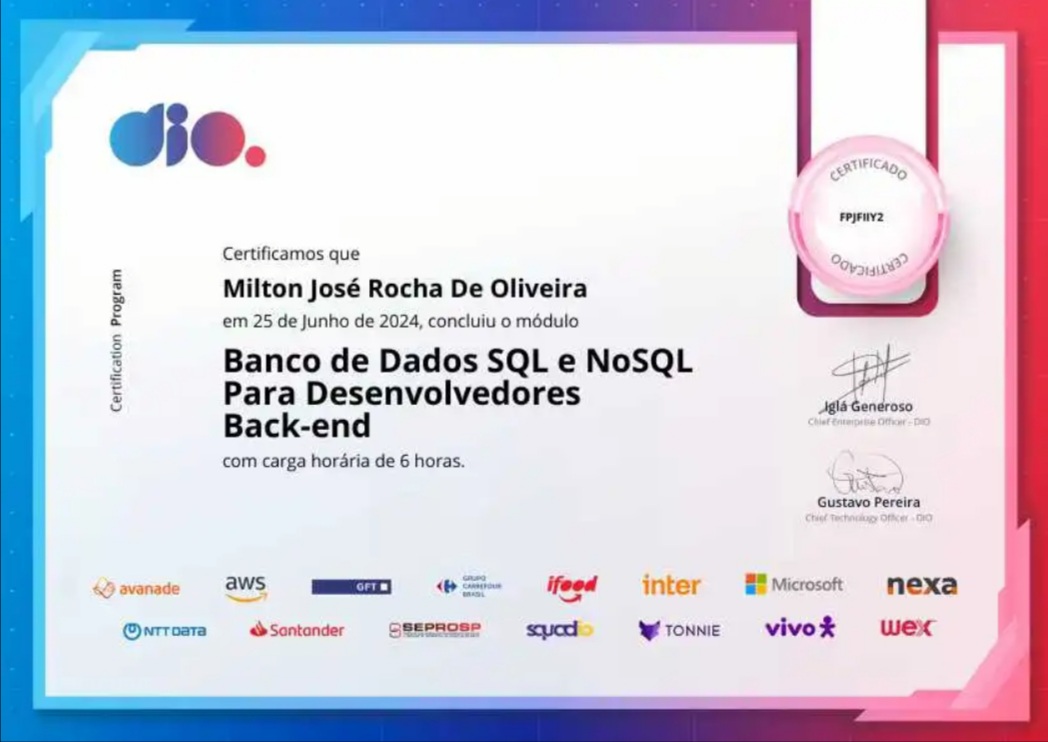 dio.
CERTIFICADO
FPJFIIY2
CERTIFICADO
Certification Program
Certificamos que
Milton José Rocha De Oliveira
em 25 de Junho de 2024, concluiu o módulo
Banco de Dados SQL e NoSQL
Para Desenvolvedores
Back-end
com carga horária de 6 horas.
Iglá Generoso
Chief Enterprise Officer - DIO
Gustavo Pereira
Chief Technology Officer - DIO
avanade aws GFT GRUPO CARREFOUR BRASIL ifood inter Microsoft nexa
NTT DATA Santander SEPROSP squadio TONNIE vivo wex